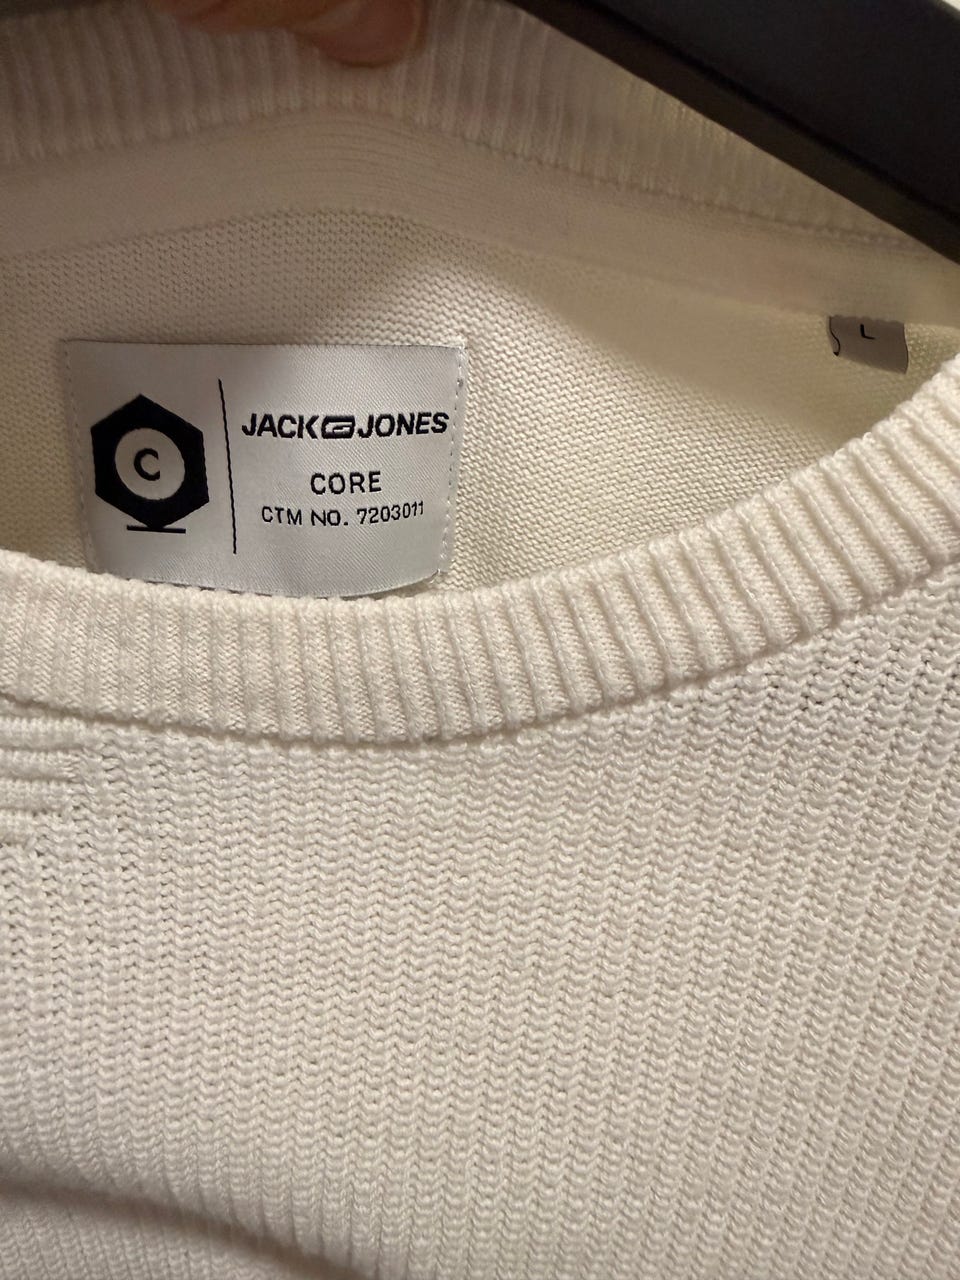 C
JACK JONES
CORE
CTM NO. 7203011
L